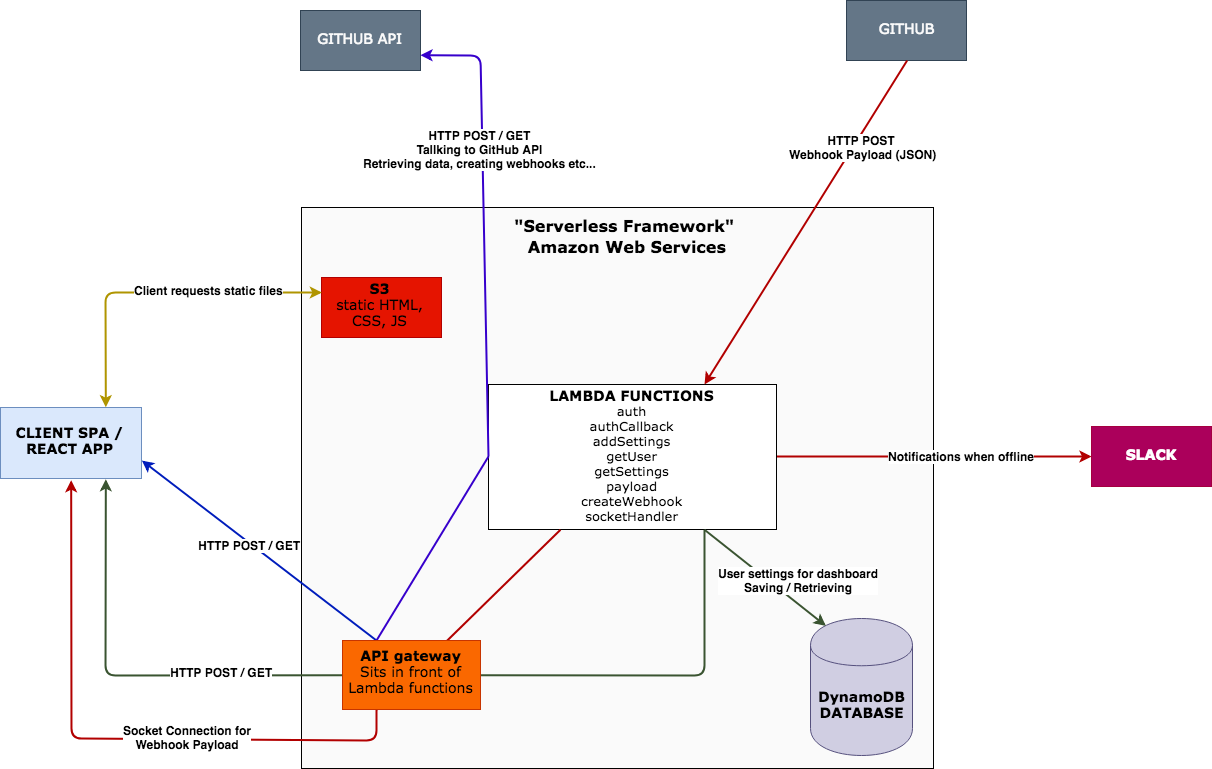 GITHUB API
GITHUB
HTTP POST / GET
Tallking to GitHub API
Retrieving data, creating webhooks etc...
HTTP POST
Webhook Payload (JSON)
"Serverless Framework"
Amazon Web Services
Client requests static files
S3
static HTML,
CSS, JS
LAMBDA FUNCTIONS
auth
authCallback
addSettings
getUser
getSettings
payload
createWebhook
socketHandler
CLIENT SPA /
REACT APP
Notifications when offline
SLACK
HTTP POST / GET
User settings for dashboard
Saving / Retrieving
API gateway
Sits in front of
Lambda functions
HTTP POST / GET
DynamoDB
DATABASE
Socket Connection for
Webhook Payload